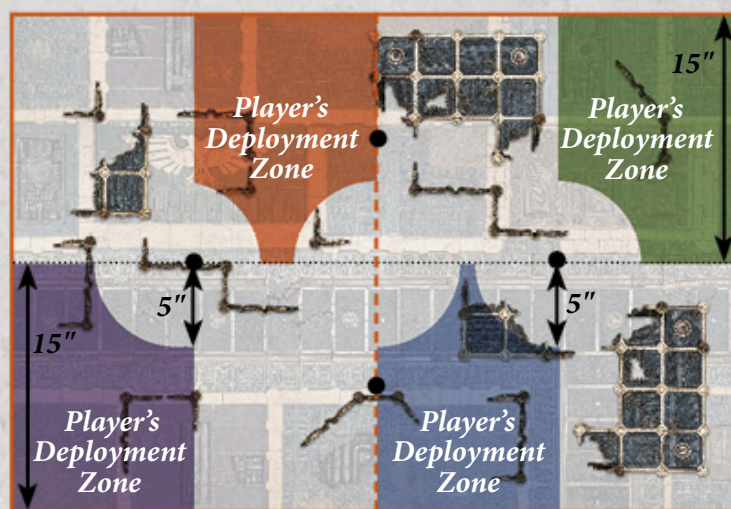 15"
Player's
Deployment
Zone
Player's
Deployment
Zone
5"
5"
15"
Player's
Deployment
Zone
Player's
Deployment
Zone